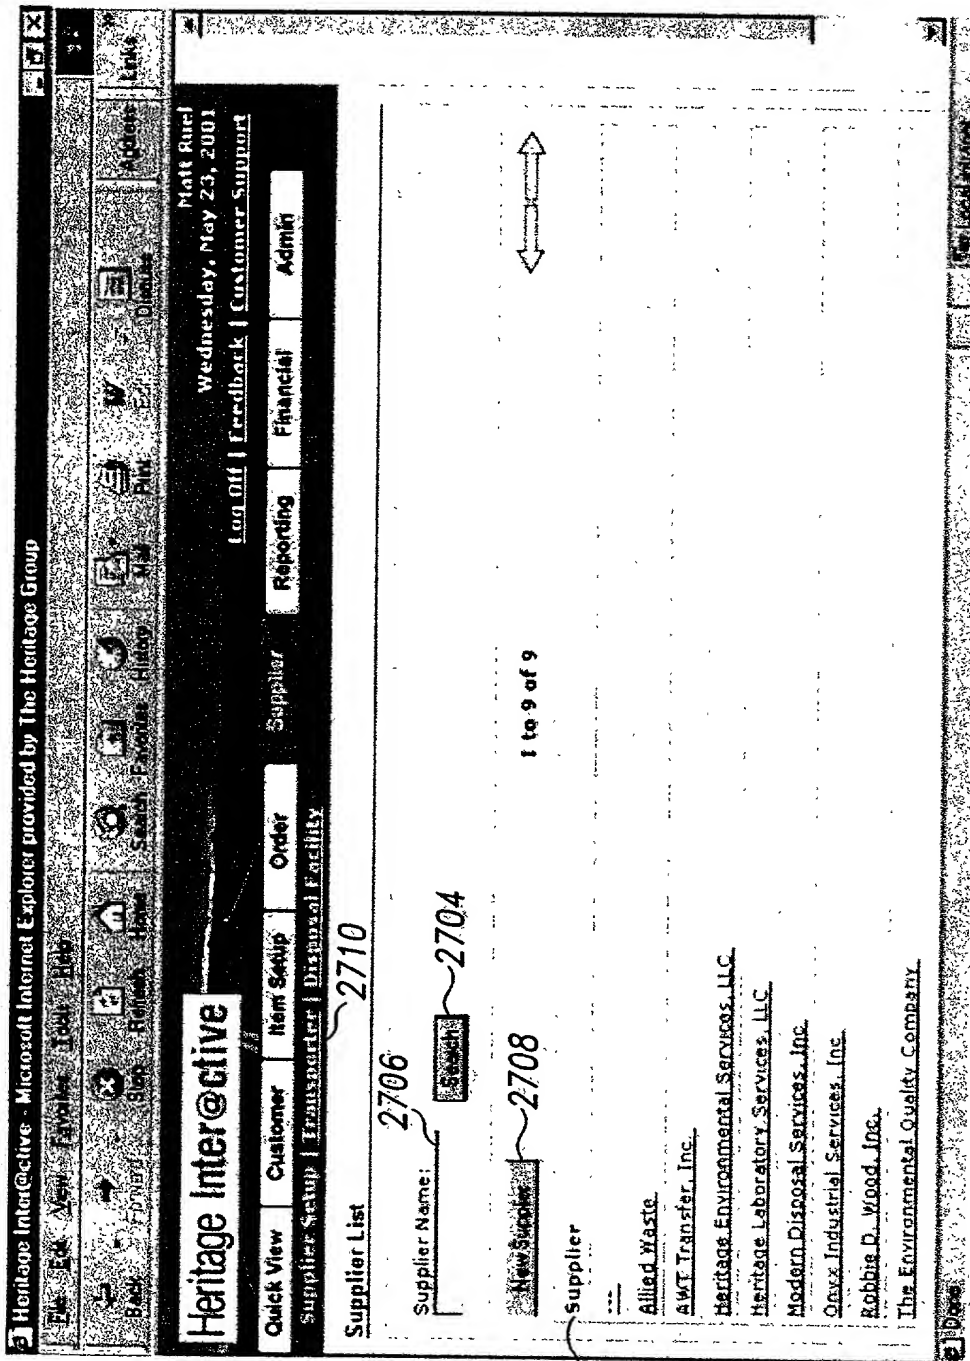 Heritage Inter@ctive - Microsoft Internet Explorer provided by The Heritage Group
File Edit View Favorites Tools Help
Back Forward Stop Refresh Home Search Favorites History Mail Print Edit Discuss
Address Links
Heritage Inter@ctive
Matt Ruel
Wednesday, May 23, 2001
Log Off | Feedback | Customer Support
Quick View Customer Item Setup Order Supplier Reporting Financial Admin
Supplier Setup | Transporter | Disposal Facility
2710
Supplier List
2706
Supplier Name:
Search
2704
New Supplier
2708
1 to 9 of 9
Supplier
---
Allied Waste
AWT Transfer, Inc.
Heritage Environmental Services, LLC
Heritage Laboratory Services, LLC
Modern Disposal Services, Inc.
Onyx Industrial Services, Inc
Robbie D. Wood, Inc.
The Environmental Quality Company
Done